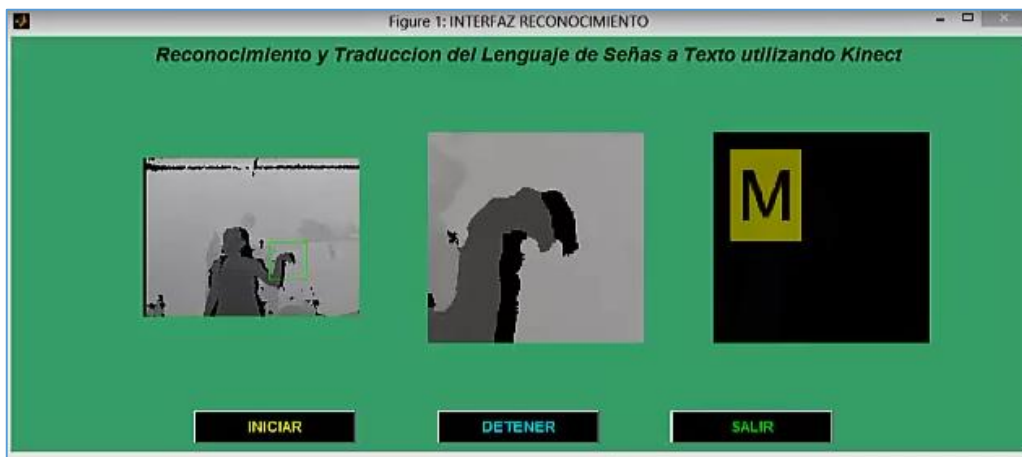 Figure 1: INTERFAZ RECONOCIMIENTO
Reconocimiento y Traduccion del Lenguaje de Señas a Texto utilizando Kinect
M
INICIAR
DETENER
SALIR